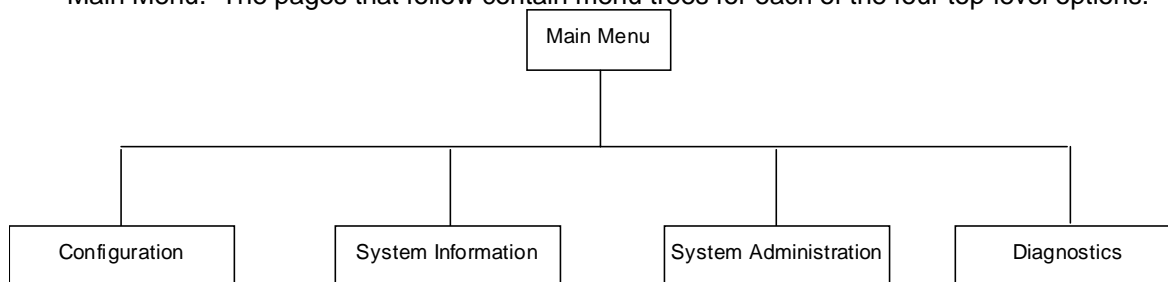 Main Menu. The pages that follow contain menu trees for each of the four top-level options.
Main Menu
Configuration
System Information
System Administration
Diagnostics